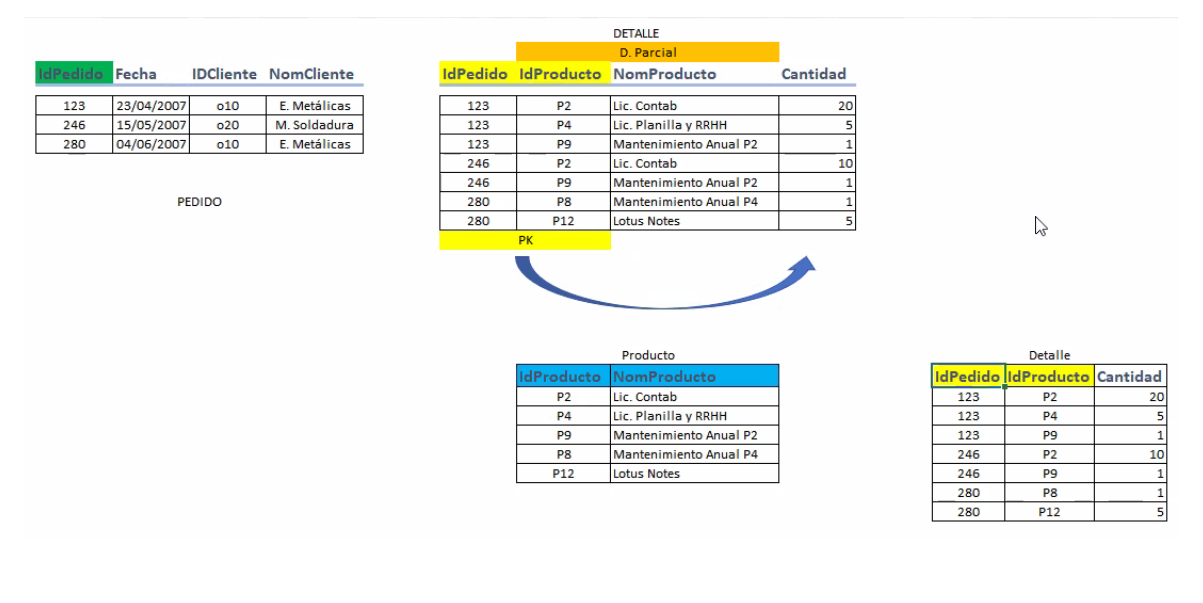 DETALLE
D. Parcial
IdPedido Fecha IDCliente NomCliente
IdPedido IdProducto NomProducto Cantidad
123 23/04/2007 o10 E. Metálicas
123 P2 Lic. Contab 20
246 15/05/2007 o20 M. Soldadura
123 P4 Lic. Planilla y RRHH 5
280 04/06/2007 o10 E. Metálicas
123 P9 Mantenimiento Anual P2 1
246 P2 Lic. Contab 10
246 P9 Mantenimiento Anual P2 1
PEDIDO
280 P8 Mantenimiento Anual P4 1
280 P12 Lotus Notes 5
PK
Producto
Detalle
IdProducto NomProducto
IdPedido IdProducto Cantidad
P2 Lic. Contab
123 P2 20
P4 Lic. Planilla y RRHH
123 P4 5
P9 Mantenimiento Anual P2
123 P9 1
P8 Mantenimiento Anual P4
246 P2 10
P12 Lotus Notes
246 P9 1
280 P8 1
280 P12 5